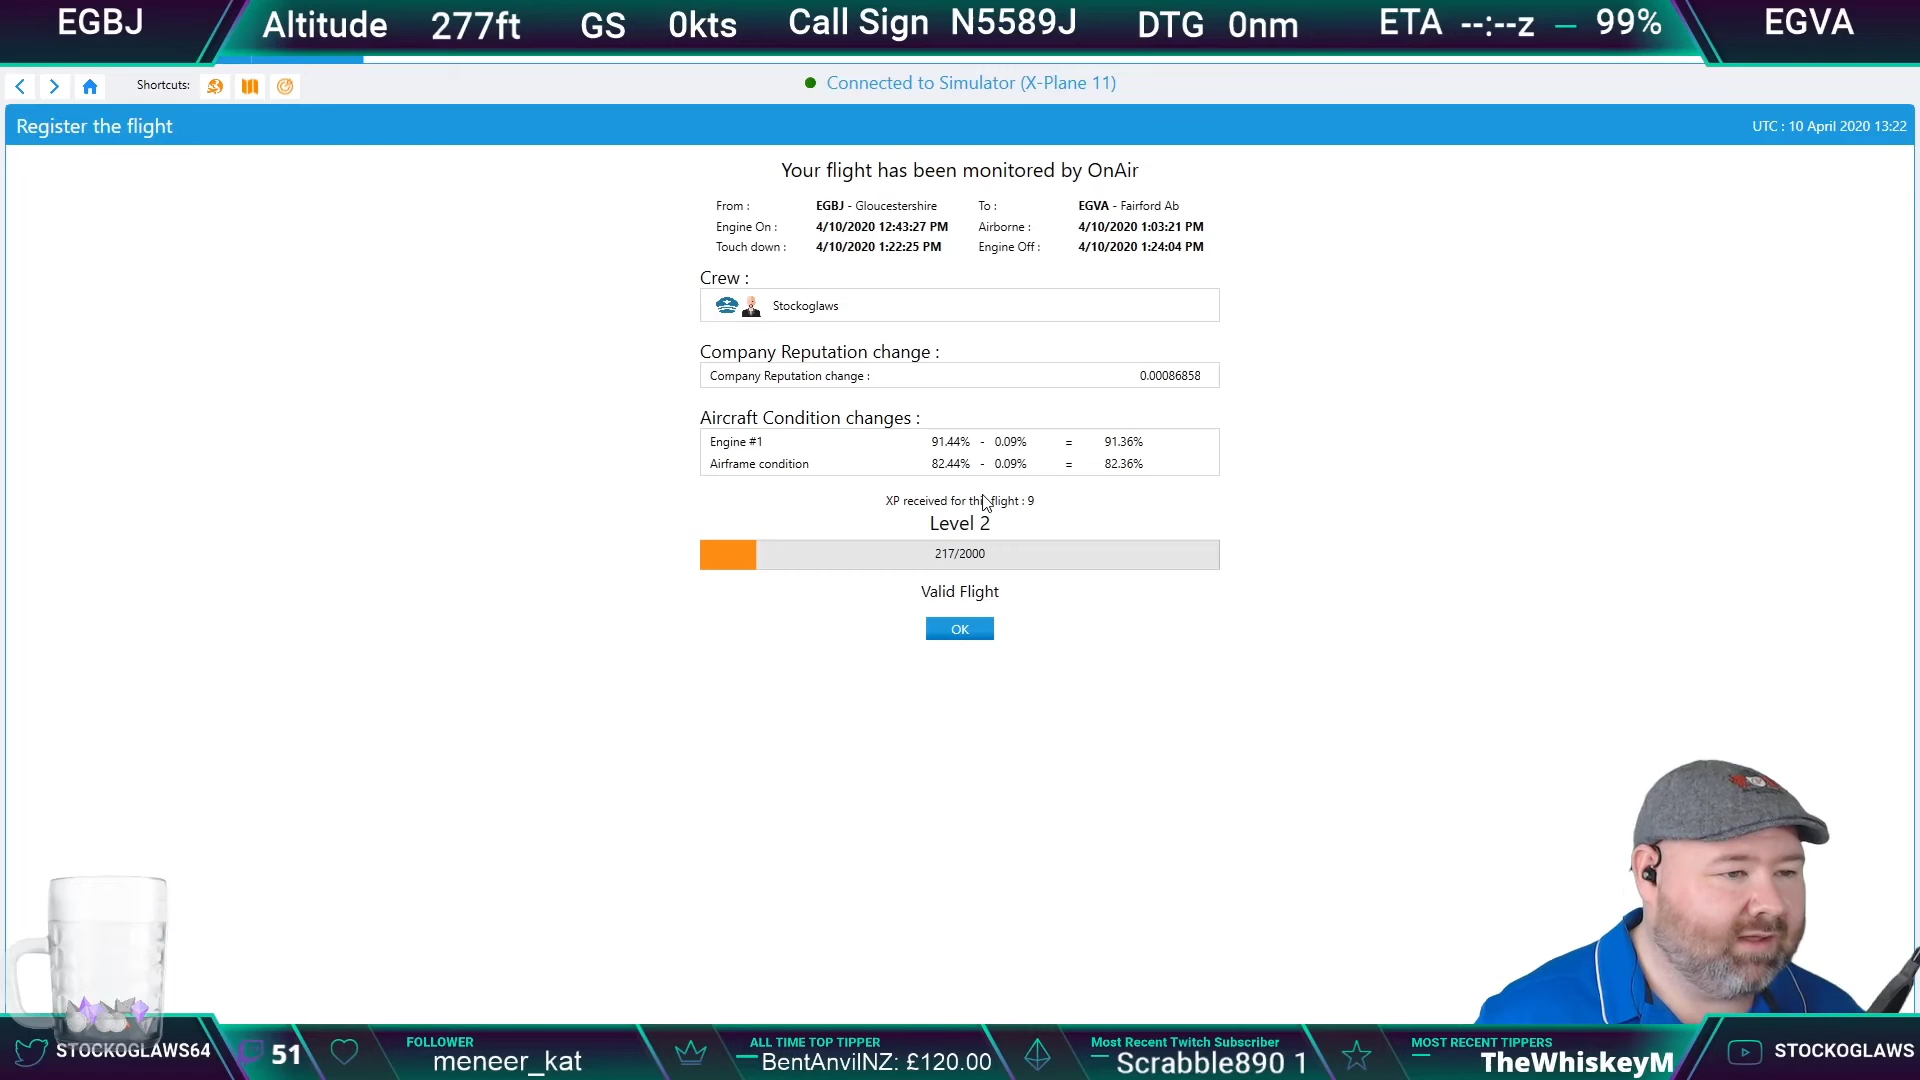 EGBJ Altitude 277ft GS 0kts Call Sign N5589J DTG 0nm ETA --:--z — 99% EGVA
Shortcuts: Connected to Simulator (X-Plane 11)
Register the flight UTC : 10 April 2020 13:22
Your flight has been monitored by OnAir
From : EGBJ - Gloucestershire To : EGVA - Fairford Ab
Engine On : 4/10/2020 12:43:27 PM Airborne : 4/10/2020 1:03:21 PM
Touch down : 4/10/2020 1:22:25 PM Engine Off : 4/10/2020 1:24:04 PM
Crew :
Stockoglaws
Company Reputation change :
Company Reputation change : 0.00086858
Aircraft Condition changes :
Engine #1 91.44% - 0.09% = 91.36%
Airframe condition 82.44% - 0.09% = 82.36%
XP received for this flight : 9
Level 2
217/2000
Valid Flight
OK
STOCKOGLAWS64 51 FOLLOWER meneer_kat ALL TIME TOP TIPPER BentAnvilNZ: £120.00 Most Recent Twitch Subscriber Scrabble890 1 MOST RECENT TIPPERS TheWhiskeyM STOCKOGLAWS